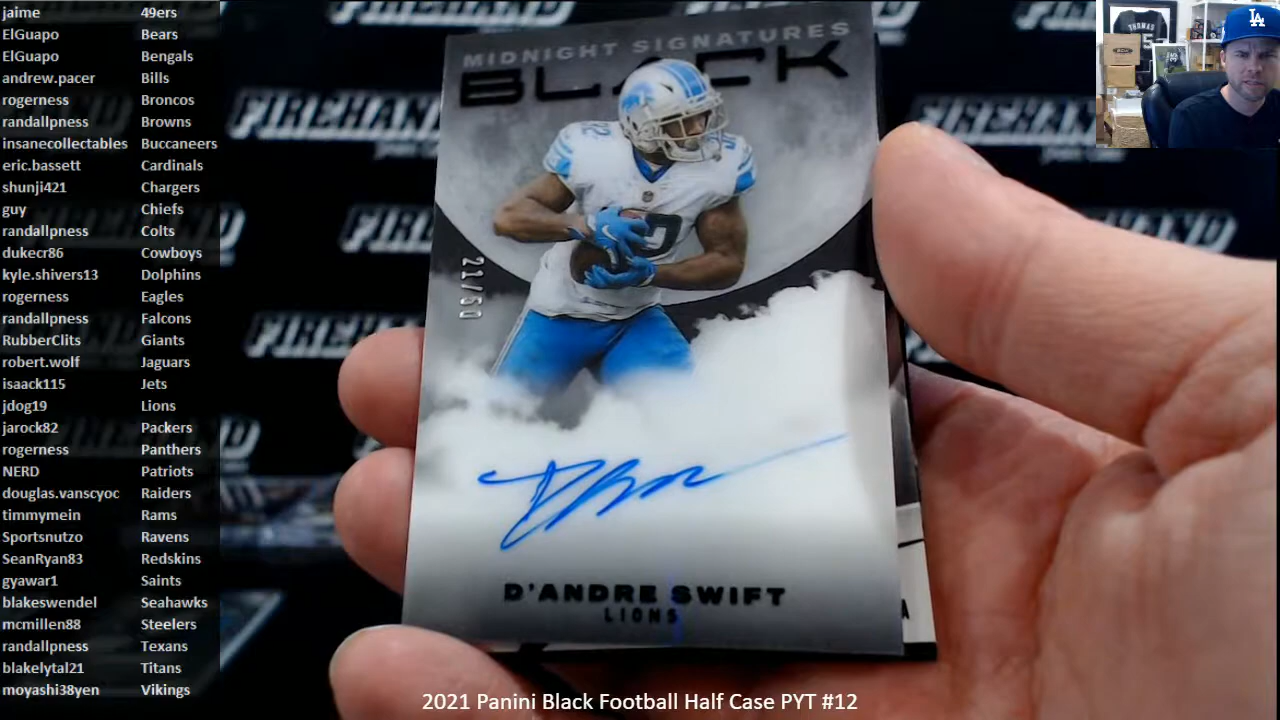 jaime 49ers
ElGuapo Bears
ElGuapo Bengals
andrew.pacer Bills
rogerness Broncos
randallpness Browns
insanecollectables Buccaneers
eric.bassett Cardinals
shunji421 Chargers
guy Chiefs
randallpness Colts
dukecr86 Cowboys
kyle.shivers13 Dolphins
rogerness Eagles
randallpness Falcons
RubberClits Giants
robert.wolf Jaguars
isaack115 Jets
jdog19 Lions
jarock82 Packers
rogerness Panthers
NERD Patriots
douglas.vanscyoc Raiders
timmymein Rams
Sportsnutzo Ravens
SeanRyan83 Redskins
gyawar1 Saints
blakeswendel Seahawks
mcmillen88 Steelers
randallpness Texans
blakelytal21 Titans
moyashi38yen Vikings
MIDNIGHT SIGNATURES
BLACK
21/50
D'ANDRE SWIFT
LIONS
FIREHAND
THOMAS
LA
2021 Panini Black Football Half Case PYT #12